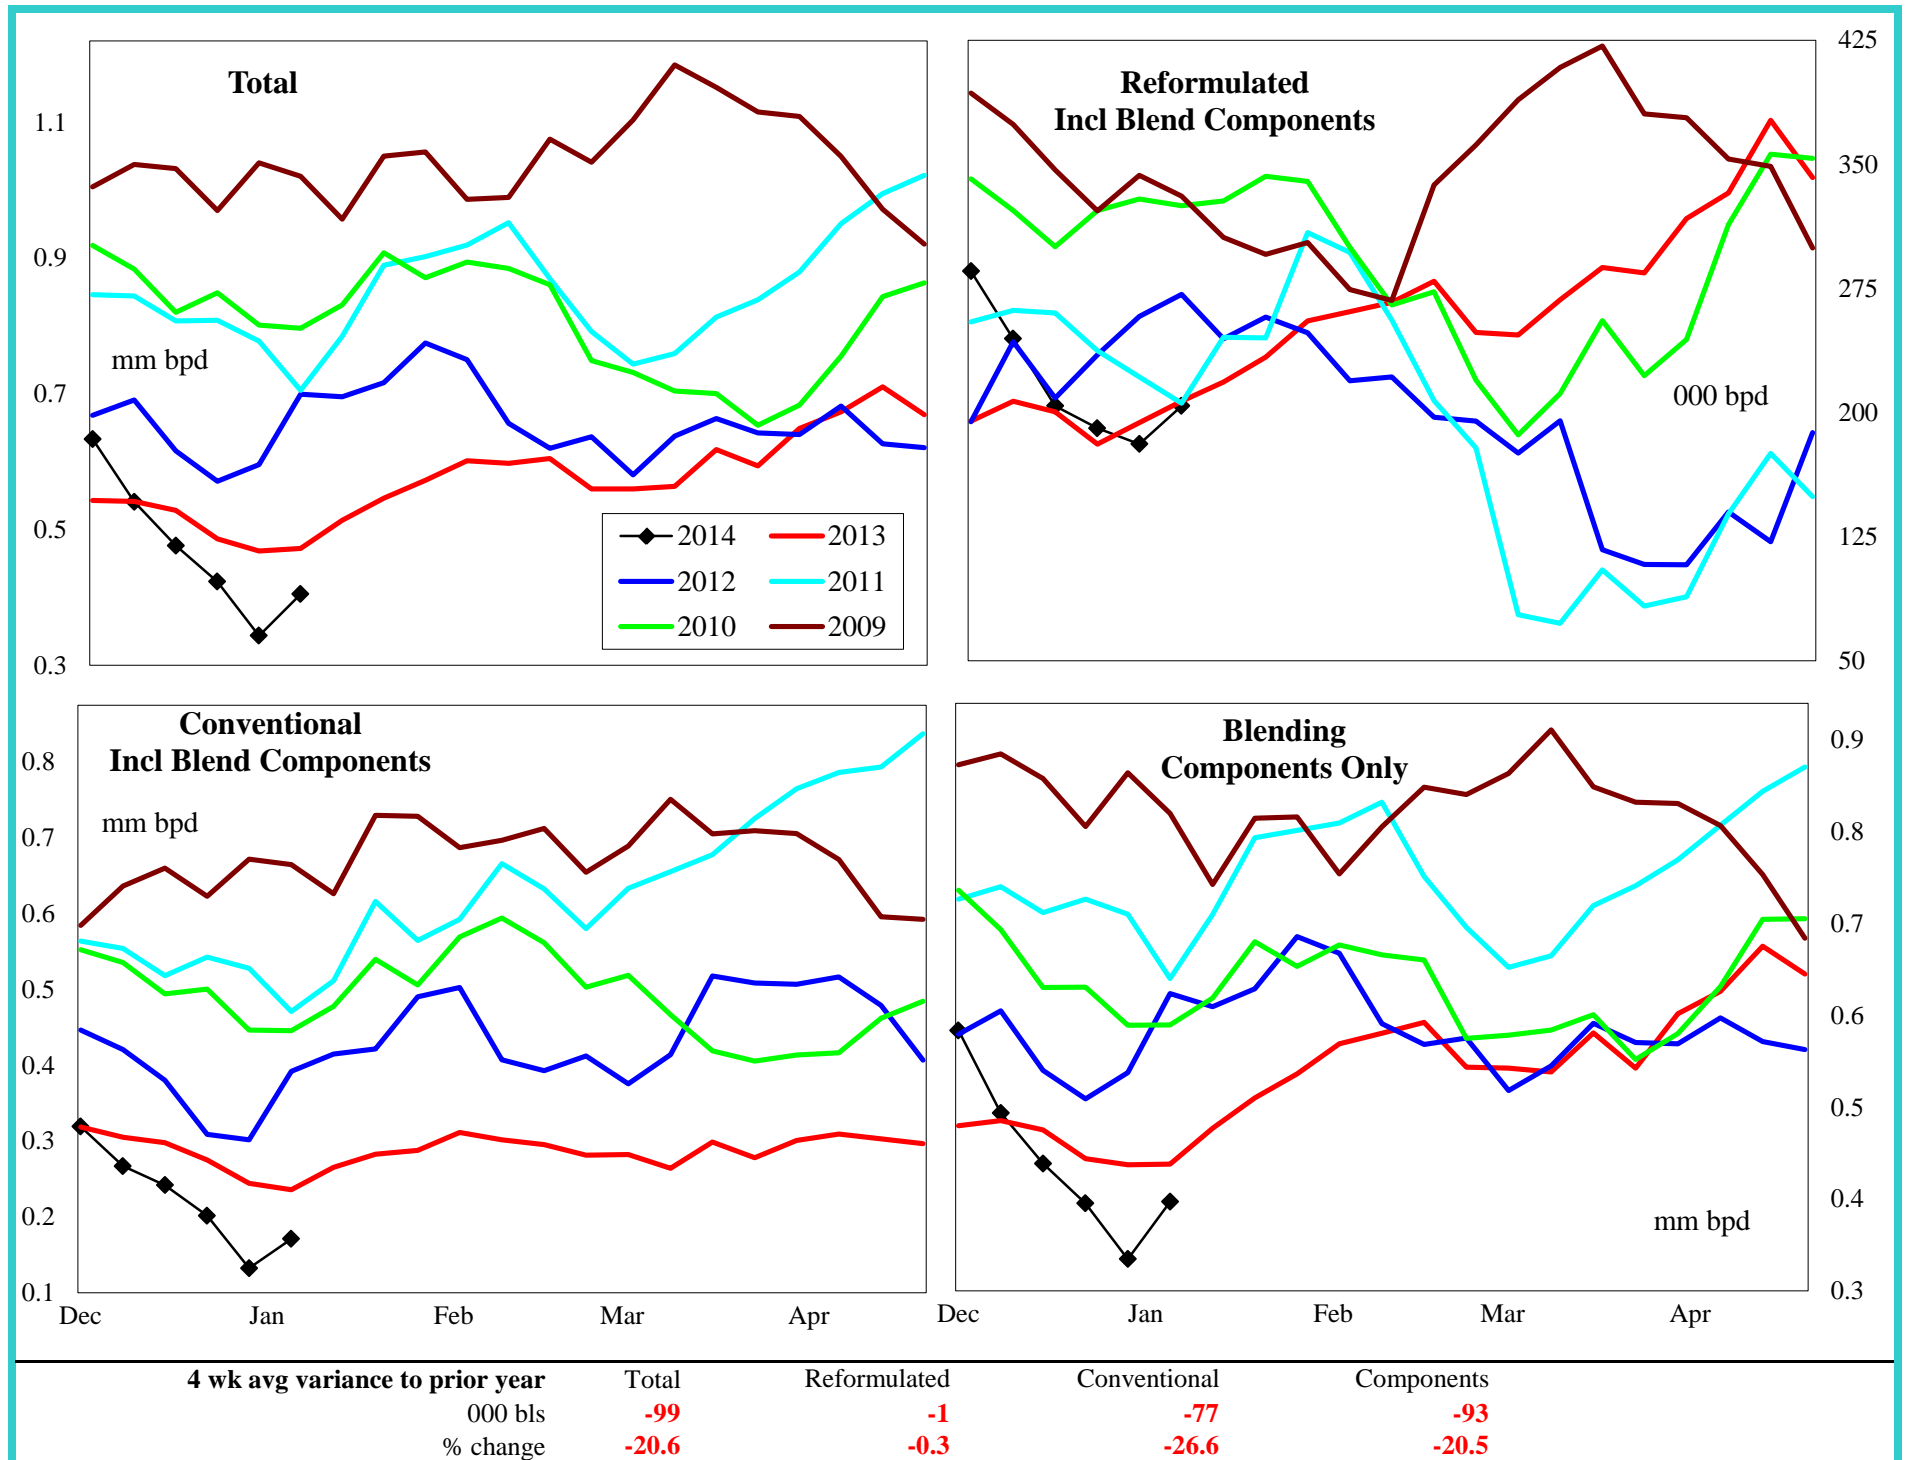 Total
1.1
0.9
mm bpd
0.7
0.5
0.3
2014 2013
2012 2011
2010 2009
Reformulated
Incl Blend Components
425
350
275
000 bpd
200
125
50
Conventional
Incl Blend Components
0.8
mm bpd
0.7
0.6
0.5
0.4
0.3
0.2
0.1
Dec Jan Feb Mar Apr
Blending
Components Only
0.9
0.8
0.7
0.6
0.5
0.4
mm bpd
0.3
Dec Jan Feb Mar Apr
4 wk avg variance to prior year Total Reformulated Conventional Components
000 bls -99 -1 -77 -93
% change -20.6 -0.3 -26.6 -20.5